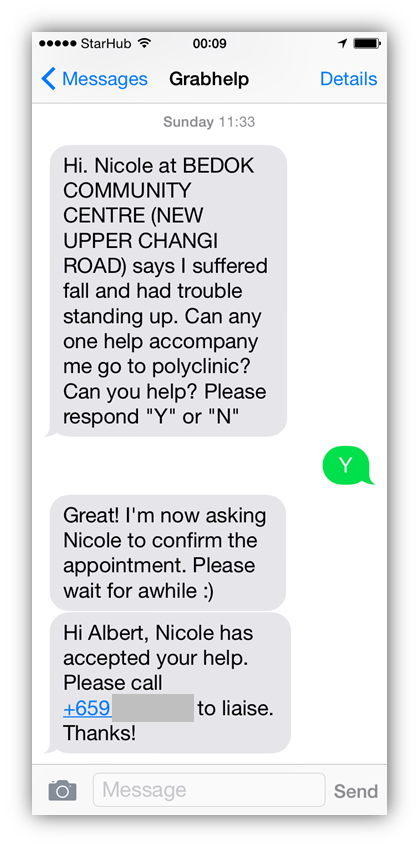 StarHub 00:09
Messages Grabhelp Details
Sunday 11:33
Hi. Nicole at BEDOK
COMMUNITY
CENTRE (NEW
UPPER CHANGI
ROAD) says I suffered
fall and had trouble
standing up. Can any
one help accompany
me go to polyclinic?
Can you help? Please
respond "Y" or "N"
Y
Great! I'm now asking
Nicole to confirm the
appointment. Please
wait for awhile :)
Hi Albert, Nicole has
accepted your help.
Please call
+659 to liaise.
Thanks!
Message Send